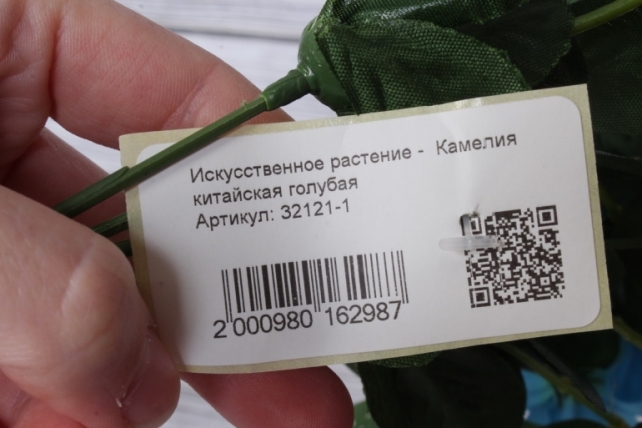 Искусственное растение - Камелия
китайская голубая
Артикул: 32121-1
2 000980 162987